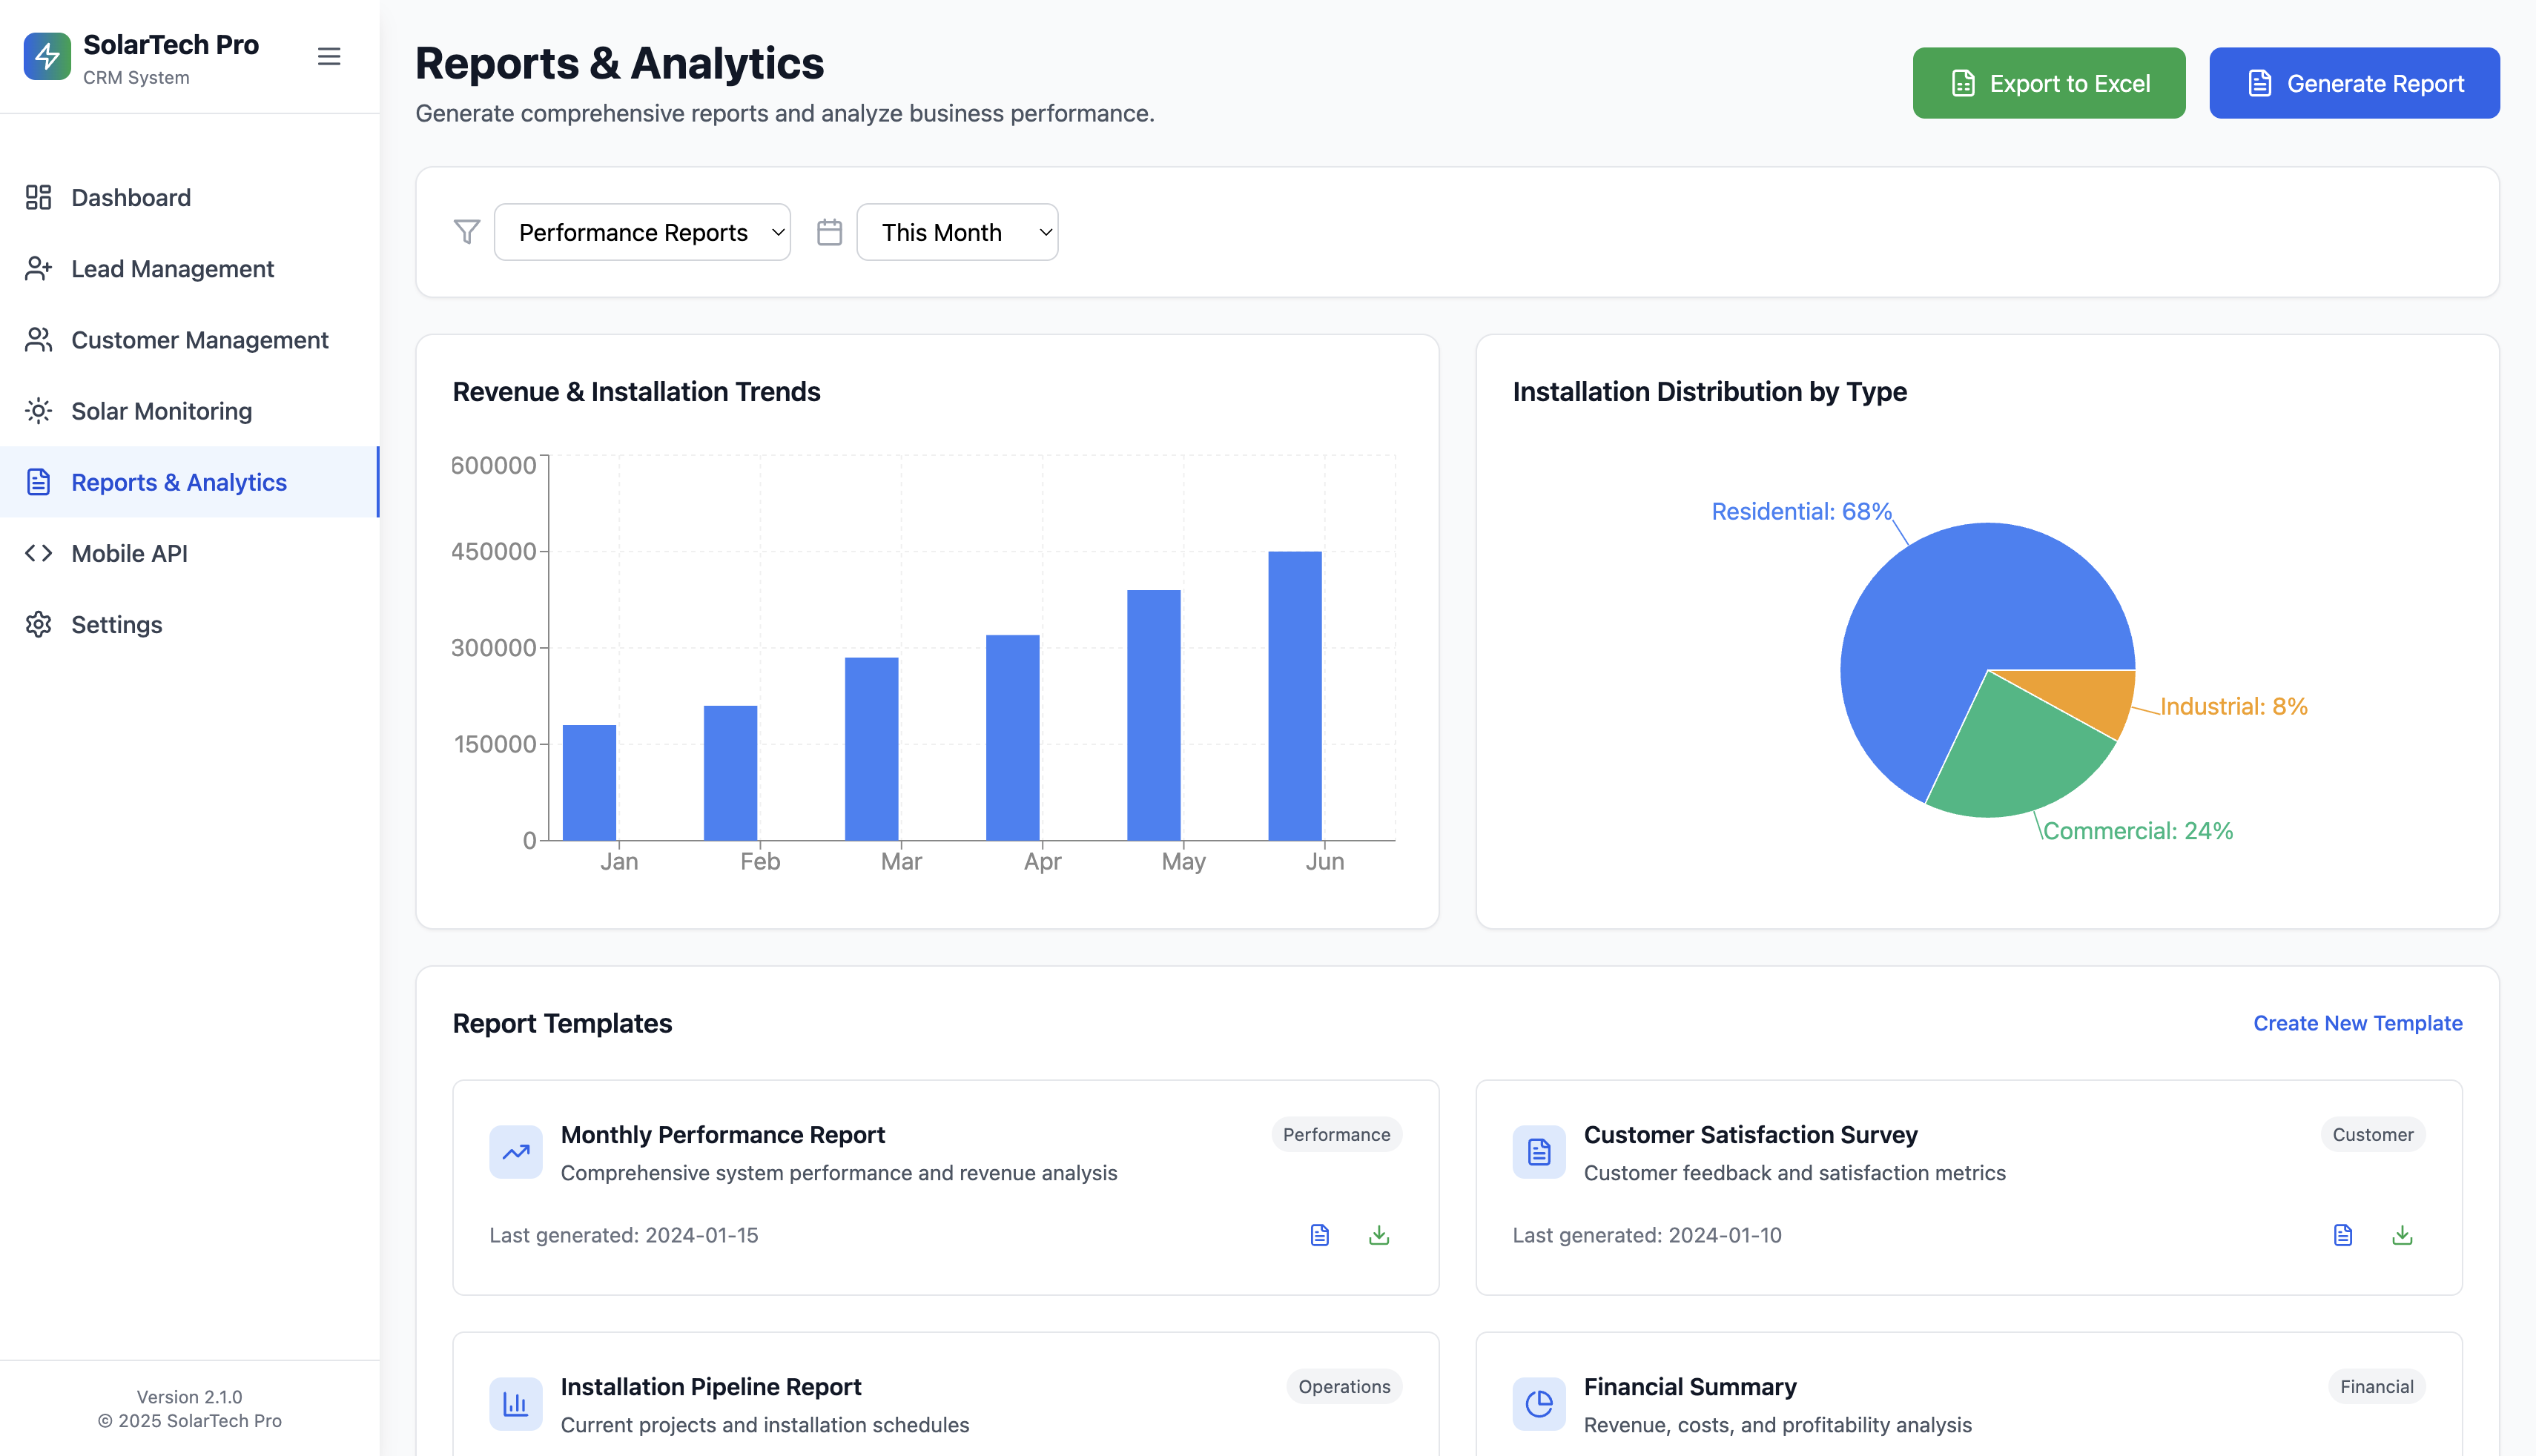 SolarTech Pro
CRM System
Dashboard
Lead Management
Customer Management
Solar Monitoring
Reports & Analytics
Mobile API
Settings
Version 2.1.0
© 2025 SolarTech Pro
Reports & Analytics
Generate comprehensive reports and analyze business performance.
Export to Excel
Generate Report
Performance Reports
This Month
Revenue & Installation Trends
600000
450000
300000
150000
0
Jan
Feb
Mar
Apr
May
Jun
Installation Distribution by Type
Residential: 68%
Industrial: 8%
Commercial: 24%
Report Templates
Create New Template
Monthly Performance Report
Performance
Comprehensive system performance and revenue analysis
Last generated: 2024-01-15
Customer Satisfaction Survey
Customer
Customer feedback and satisfaction metrics
Last generated: 2024-01-10
Installation Pipeline Report
Operations
Current projects and installation schedules
Financial Summary
Financial
Revenue, costs, and profitability analysis